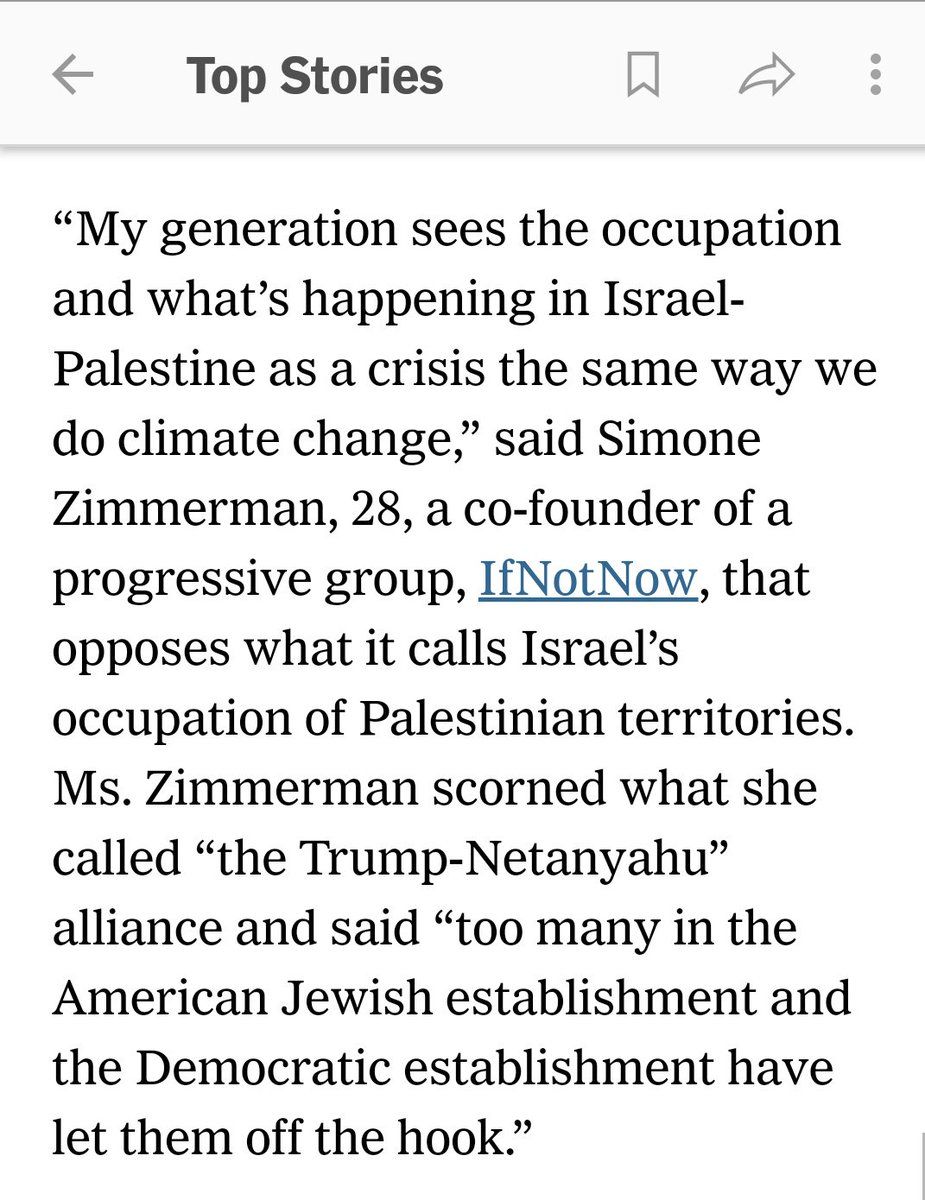 Top Stories
“My generation sees the occupation
and what’s happening in Israel-
Palestine as a crisis the same way we
do climate change,” said Simone
Zimmerman, 28, a co-founder of a
progressive group, IfNotNow, that
opposes what it calls Israel’s
occupation of Palestinian territories.
Ms. Zimmerman scorned what she
called “the Trump-Netanyahu”
alliance and said “too many in the
American Jewish establishment and
the Democratic establishment have
let them off the hook.”